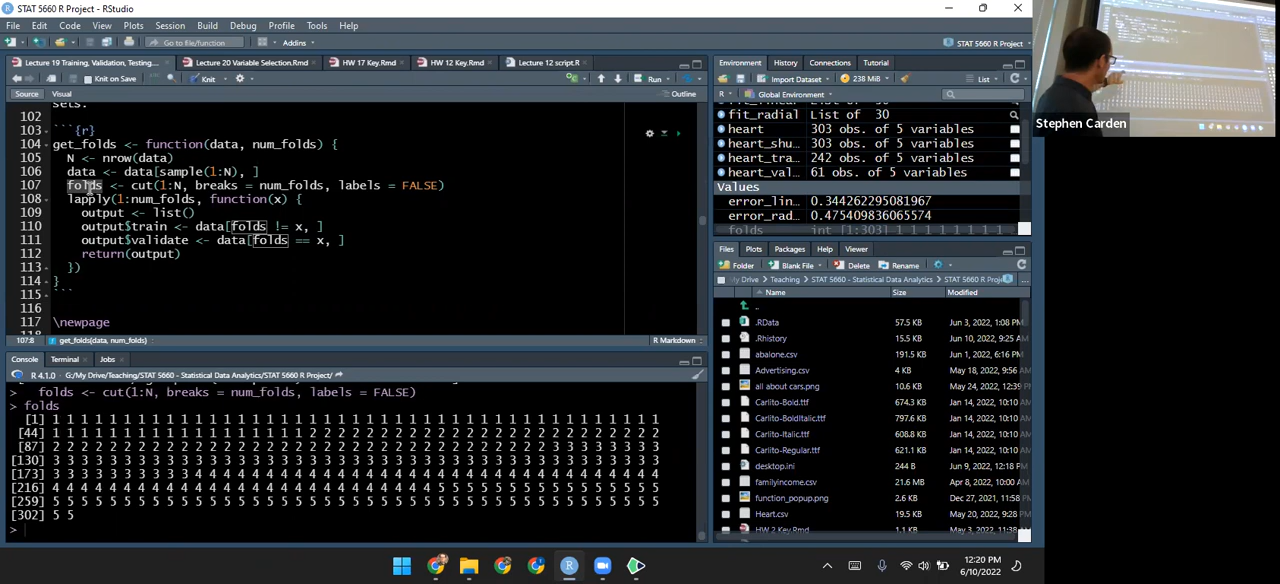 STAT 5660 R Project - RStudio
File Edit Code View Plots Session Build Debug Profile Tools Help
Go to file/function Addins STAT 5660 R Project
Lecture 19 Training, Validation, Testing... Lecture 20 Variable Selection.Rmd HW 17 Key.Rmd HW 12 Key.Rmd Lecture 12 script.R
Knit on Save Knit Run
Source Visual Outline
sets.
102
103 ```{r}
104 get_folds <- function(data, num_folds) {
105 N <- nrow(data)
106 data <- data[sample(1:N), ]
107 folds <- cut(1:N, breaks = num_folds, labels = FALSE)
108 lapply(1:num_folds, function(x) {
109 output <- list()
110 output$train <- data[folds != x, ]
111 output$validate <- data[folds == x, ]
112 return(output)
113 })
114 }
115 ```
116
117 \newpage
118
107:8 get_folds(data, num_folds) R Markdown
Console Terminal Jobs
R 4.1.0 · G:/My Drive/Teaching/STAT 5660 - Statistical Data Analytics/STAT 5660 R Project/
> folds <- cut(1:N, breaks = num_folds, labels = FALSE)
> folds
[1] 1 1 1 1 1 1 1 1 1 1 1 1 1 1 1 1 1 1 1 1 1 1 1 1 1 1 1 1 1 1 1 1 1 1 1 1 1 1 1 1 1 1 1
[44] 1 1 1 1 1 1 1 1 1 1 1 1 1 1 1 1 1 1 2 2 2 2 2 2 2 2 2 2 2 2 2 2 2 2 2 2 2 2 2 2 2 2 2
[87] 2 2 2 2 2 2 2 2 2 2 2 2 2 2 2 2 2 2 2 2 2 2 2 2 2 2 2 2 2 2 2 2 2 2 2 3 3 3 3 3 3 3 3
[130] 3 3 3 3 3 3 3 3 3 3 3 3 3 3 3 3 3 3 3 3 3 3 3 3 3 3 3 3 3 3 3 3 3 3 3 3 3 3 3 3 3 3 3
[173] 3 3 3 3 3 3 3 3 3 3 4 4 4 4 4 4 4 4 4 4 4 4 4 4 4 4 4 4 4 4 4 4 4 4 4 4 4 4 4 4 4 4 4
[216] 4 4 4 4 4 4 4 4 4 4 4 4 4 4 4 4 4 4 4 4 4 4 4 4 4 4 4 5 5 5 5 5 5 5 5 5 5 5 5 5 5 5 5
[259] 5 5 5 5 5 5 5 5 5 5 5 5 5 5 5 5 5 5 5 5 5 5 5 5 5 5 5 5 5 5 5 5 5 5 5 5 5 5 5 5 5 5 5
[302] 5 5
>
Environment History Connections Tutorial
Import Dataset 238 MiB List
R Global Environment
fit_radial List of 30
heart 303 obs. of 5 variables
heart_shu... 303 obs. of 5 variables
heart_tra... 242 obs. of 5 variables
heart_val... 61 obs. of 5 variables
Values
error_lin... 0.344262295081967
error_rad... 0.475409836065574
folds int [1:303] 1 1 1 1 1 1
Files Plots Packages Help Viewer
Folder Blank File Delete Rename
My Drive Teaching STAT 5660 - Statistical Data Analytics STAT 5660 R Proje
Name Size Modified
..
.RData 57.5 KB Jun 3, 2022, 1:08 PM
.Rhistory 15.5 KB Jun 10, 2022, 9:25 AM
abalone.csv 191.5 KB Jun 1, 2022, 6:16 PM
Advertising.csv 4 KB May 18, 2022, 9:56
all about cars.png 10.6 KB May 24, 2022, 12:39
Carlito-Bold.ttf 674.3 KB Jan 14, 2022, 10:10
Carlito-BoldItalic.ttf 797.6 KB Jan 14, 2022, 10:10
Carlito-Italic.ttf 608.8 KB Jan 14, 2022, 10:10
Carlito-Regular.ttf 621.1 KB Jan 14, 2022, 10:10
desktop.ini 244 B Jun 9, 2022, 12:18 PM
familyincome.csv 21.6 MB Apr 8, 2022, 10:00
function_popup.png 2.6 KB Dec 27, 2021, 11:58
Heart.csv 19.5 KB May 20, 2022, 9:28
HW 2 Key.Rmd 1.1 KB May 3, 2022, 11:38
12:20 PM
6/10/2022
Stephen Carden